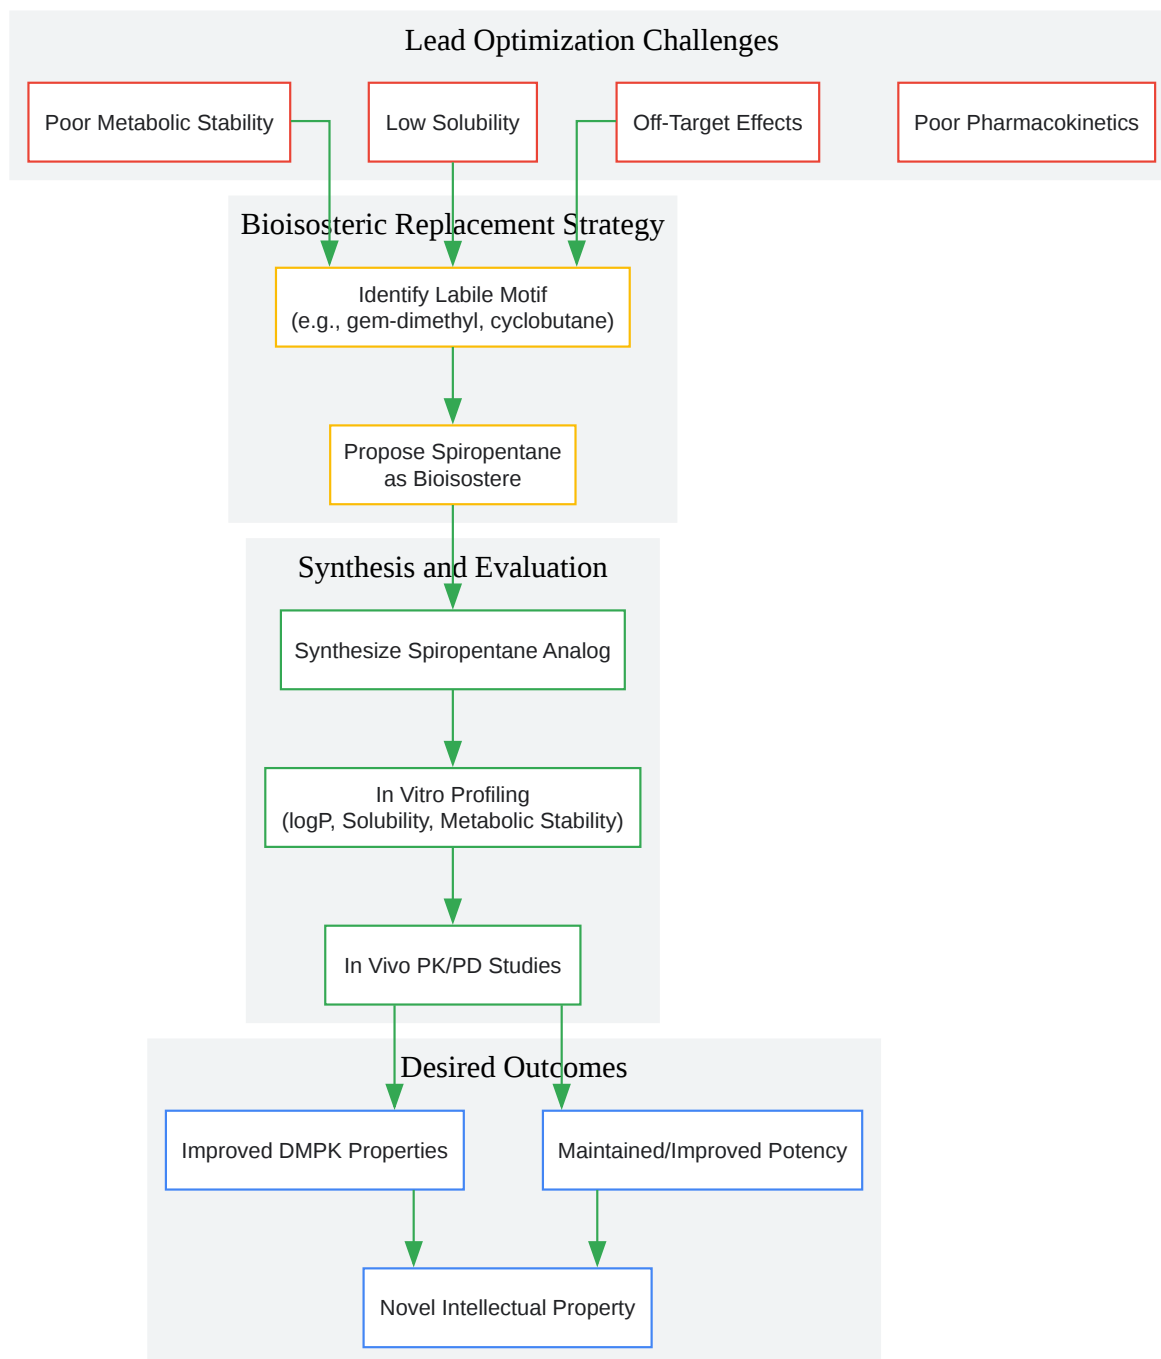 Lead Optimization Challenges
Poor Metabolic Stability
Low Solubility
Off-Target Effects
Poor Pharmacokinetics
Bioisosteric Replacement Strategy
Identify Labile Motif
(e.g., gem-dimethyl, cyclobutane)
Propose Spiropentane
as Bioisostere
Synthesis and Evaluation
Synthesize Spiropentane Analog
In Vitro Profiling
(logP, Solubility, Metabolic Stability)
In Vivo PK/PD Studies
Desired Outcomes
Improved DMPK Properties
Maintained/Improved Potency
Novel Intellectual Property